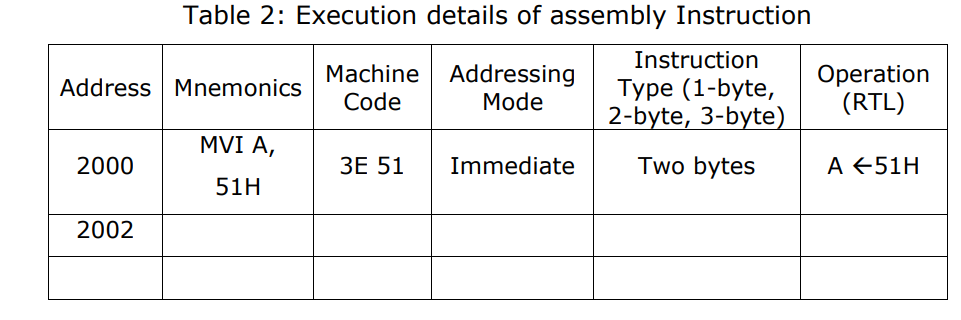 Table 2: Execution details of assembly Instruction
Address
Mnemonics
Machine
Code
Addressing
Mode
Instruction
Type (1-byte,
2-byte, 3-byte)
Operation
(RTL)
2000
MVI A,
51H
3E 51
Immediate
Two bytes
A ←51H
2002